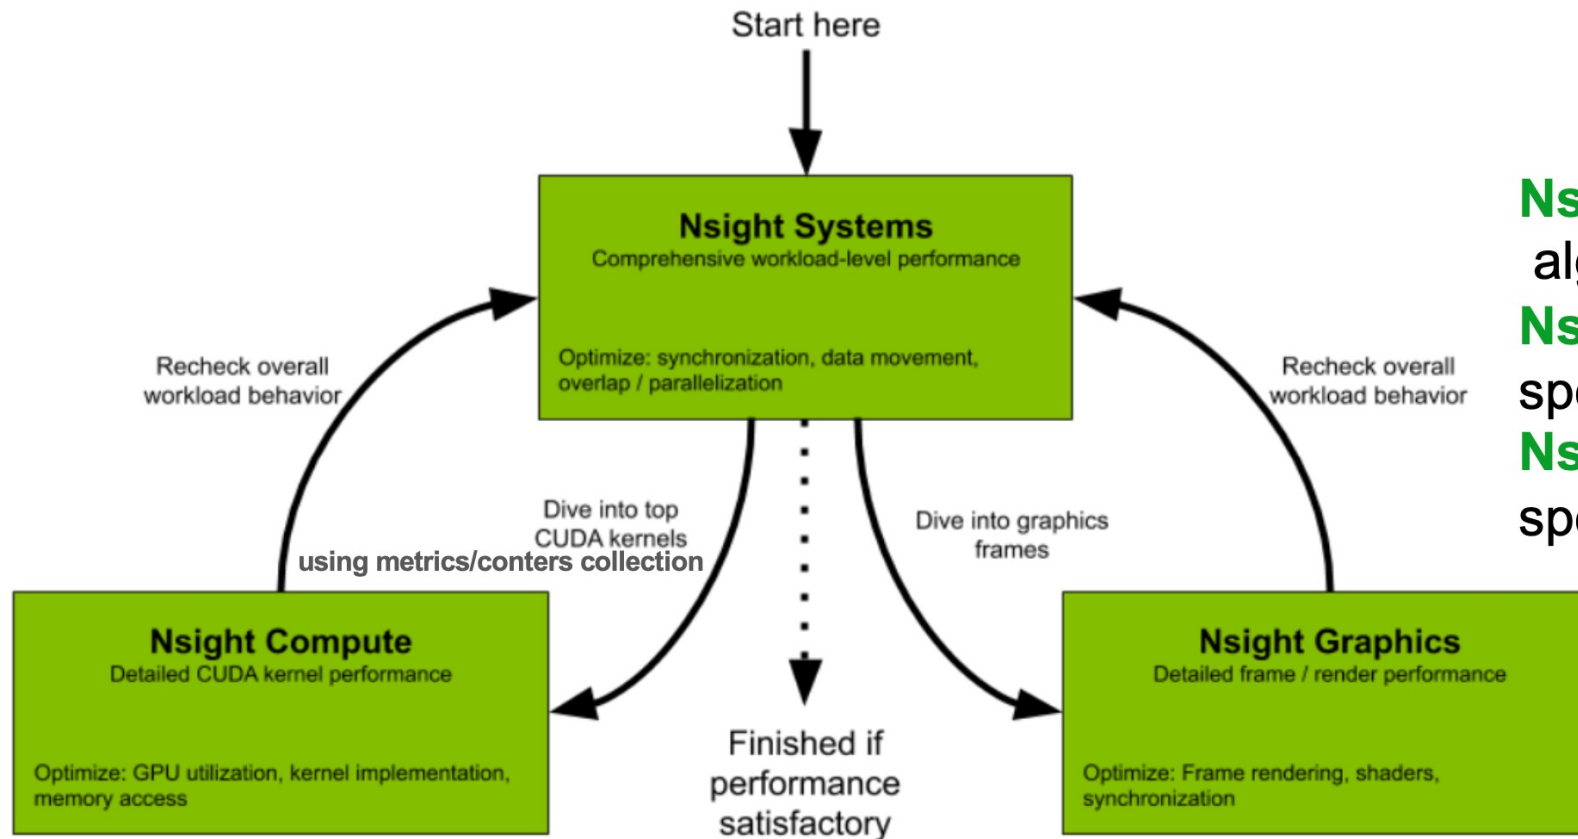 Start here
Nsight Systems
Comprehensive workload-level performance
Optimize: synchronization, data movement,
overlap / parallelization
Recheck overall
workload behavior
Recheck overall
workload behavior
Dive into top
CUDA kernels
using metrics/conters collection
Dive into graphics
frames
Nsight Compute
Detailed CUDA kernel performance
Optimize: GPU utilization, kernel implementation,
memory access
Finished if
performance
satisfactory
Nsight Graphics
Detailed frame / render performance
Optimize: Frame rendering, shaders,
synchronization